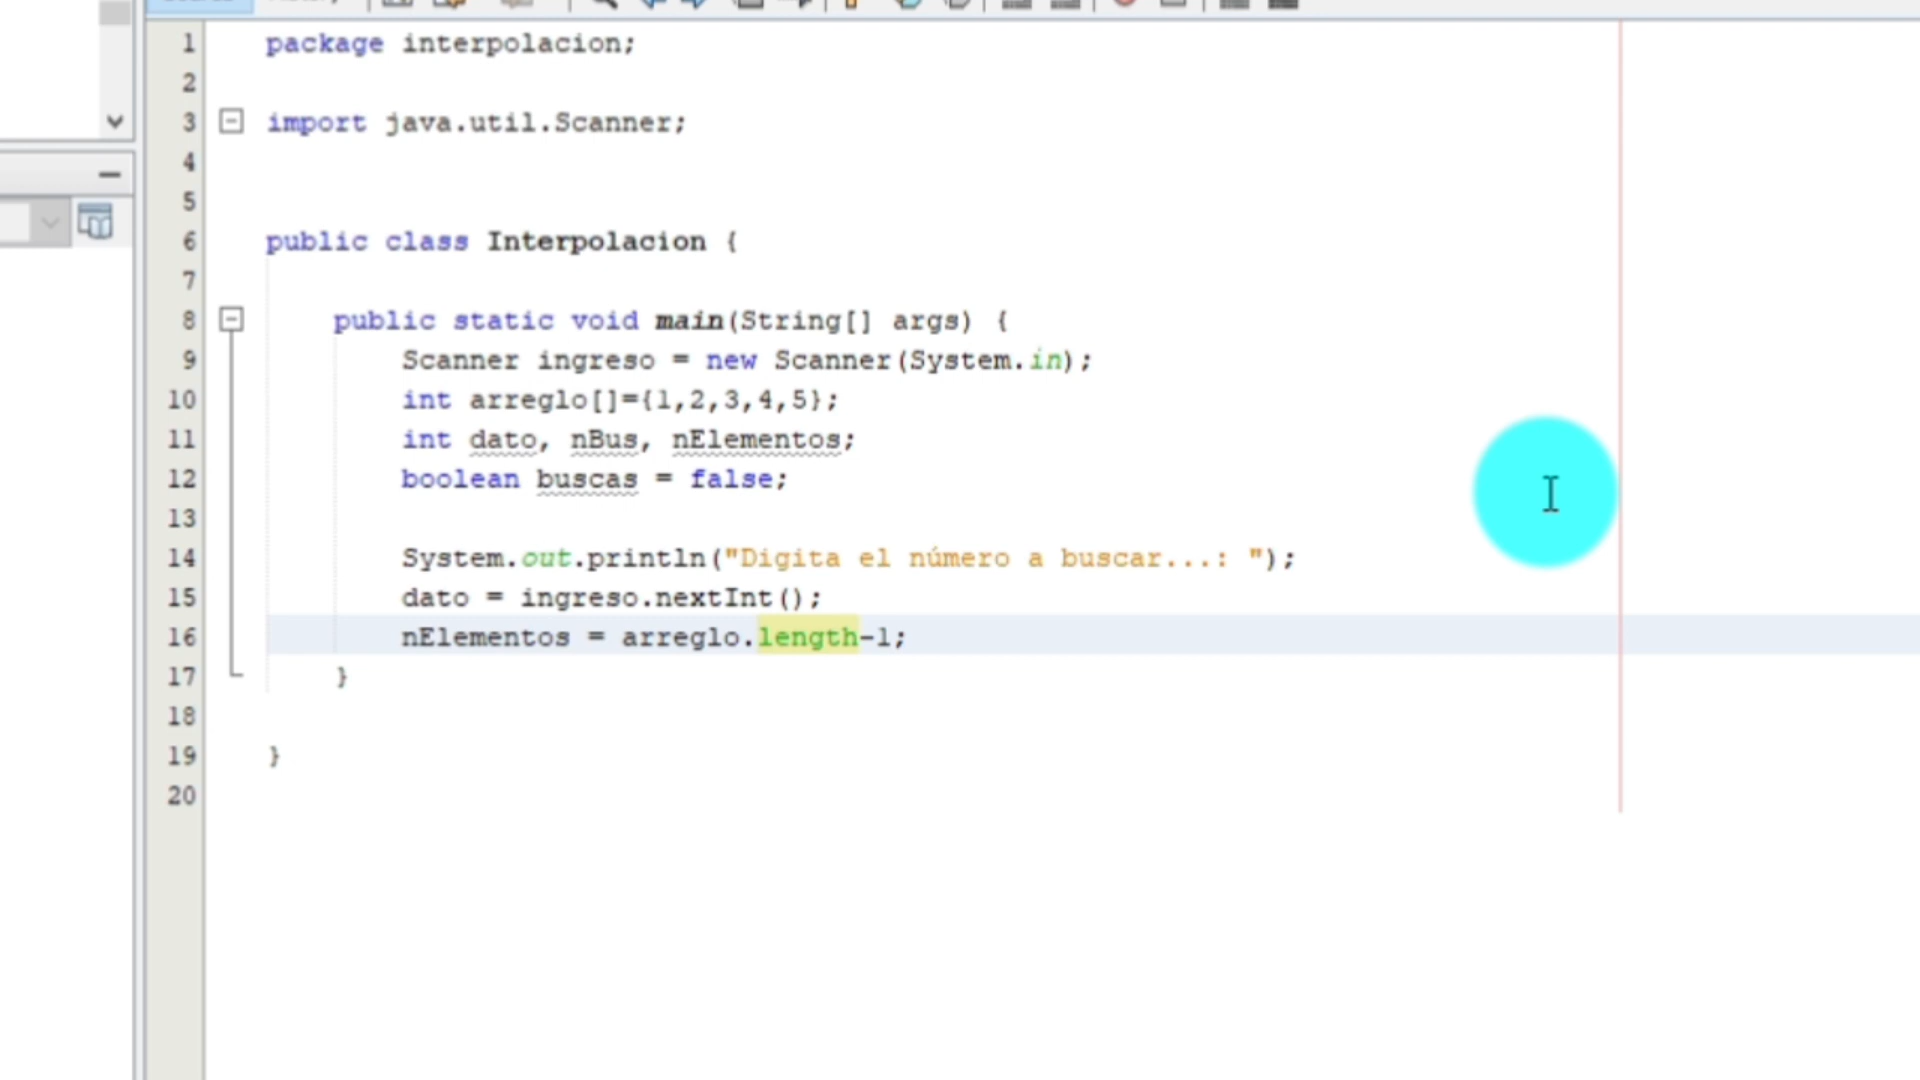 1 package interpolacion;
2
3 import java.util.Scanner;
4
5
6 public class Interpolacion {
7
8 public static void main(String[] args) {
9 Scanner ingreso = new Scanner(System.in);
10 int arreglo[]={1,2,3,4,5};
11 int dato, nBus, nElementos;
12 boolean buscas = false;
13
14 System.out.println("Digita el número a buscar...: ");
15 dato = ingreso.nextInt();
16 nElementos = arreglo.length-1;
17 }
18
19 }
20